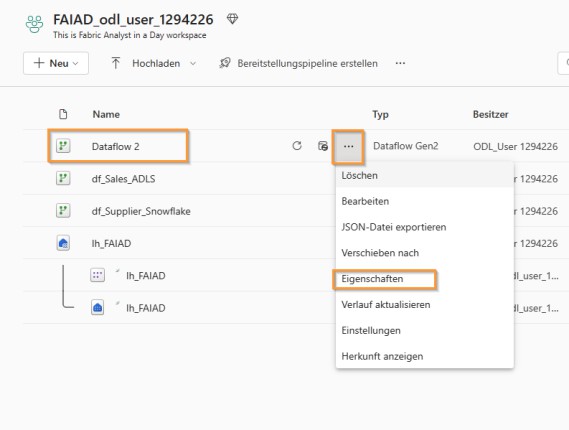 FAIAD_odl_user_1294226
This is Fabric Analyst in a Day workspace
Neu Hochladen Bereitstellungspipeline erstellen ...
Name Typ Besitzer
Dataflow 2 ... Dataflow Gen2 ODL_User 1294226
Löschen
df_Sales_ADLS r 1294226
Bearbeiten
df_Supplier_Snowflake r 1294226
JSON-Datei exportieren
lh_FAIAD r 1294226
Verschieben nach
lh_FAIAD Eigenschaften dl_user_1...
Verlauf aktualisieren
lh_FAIAD dl_user_1...
Einstellungen
Herkunft anzeigen